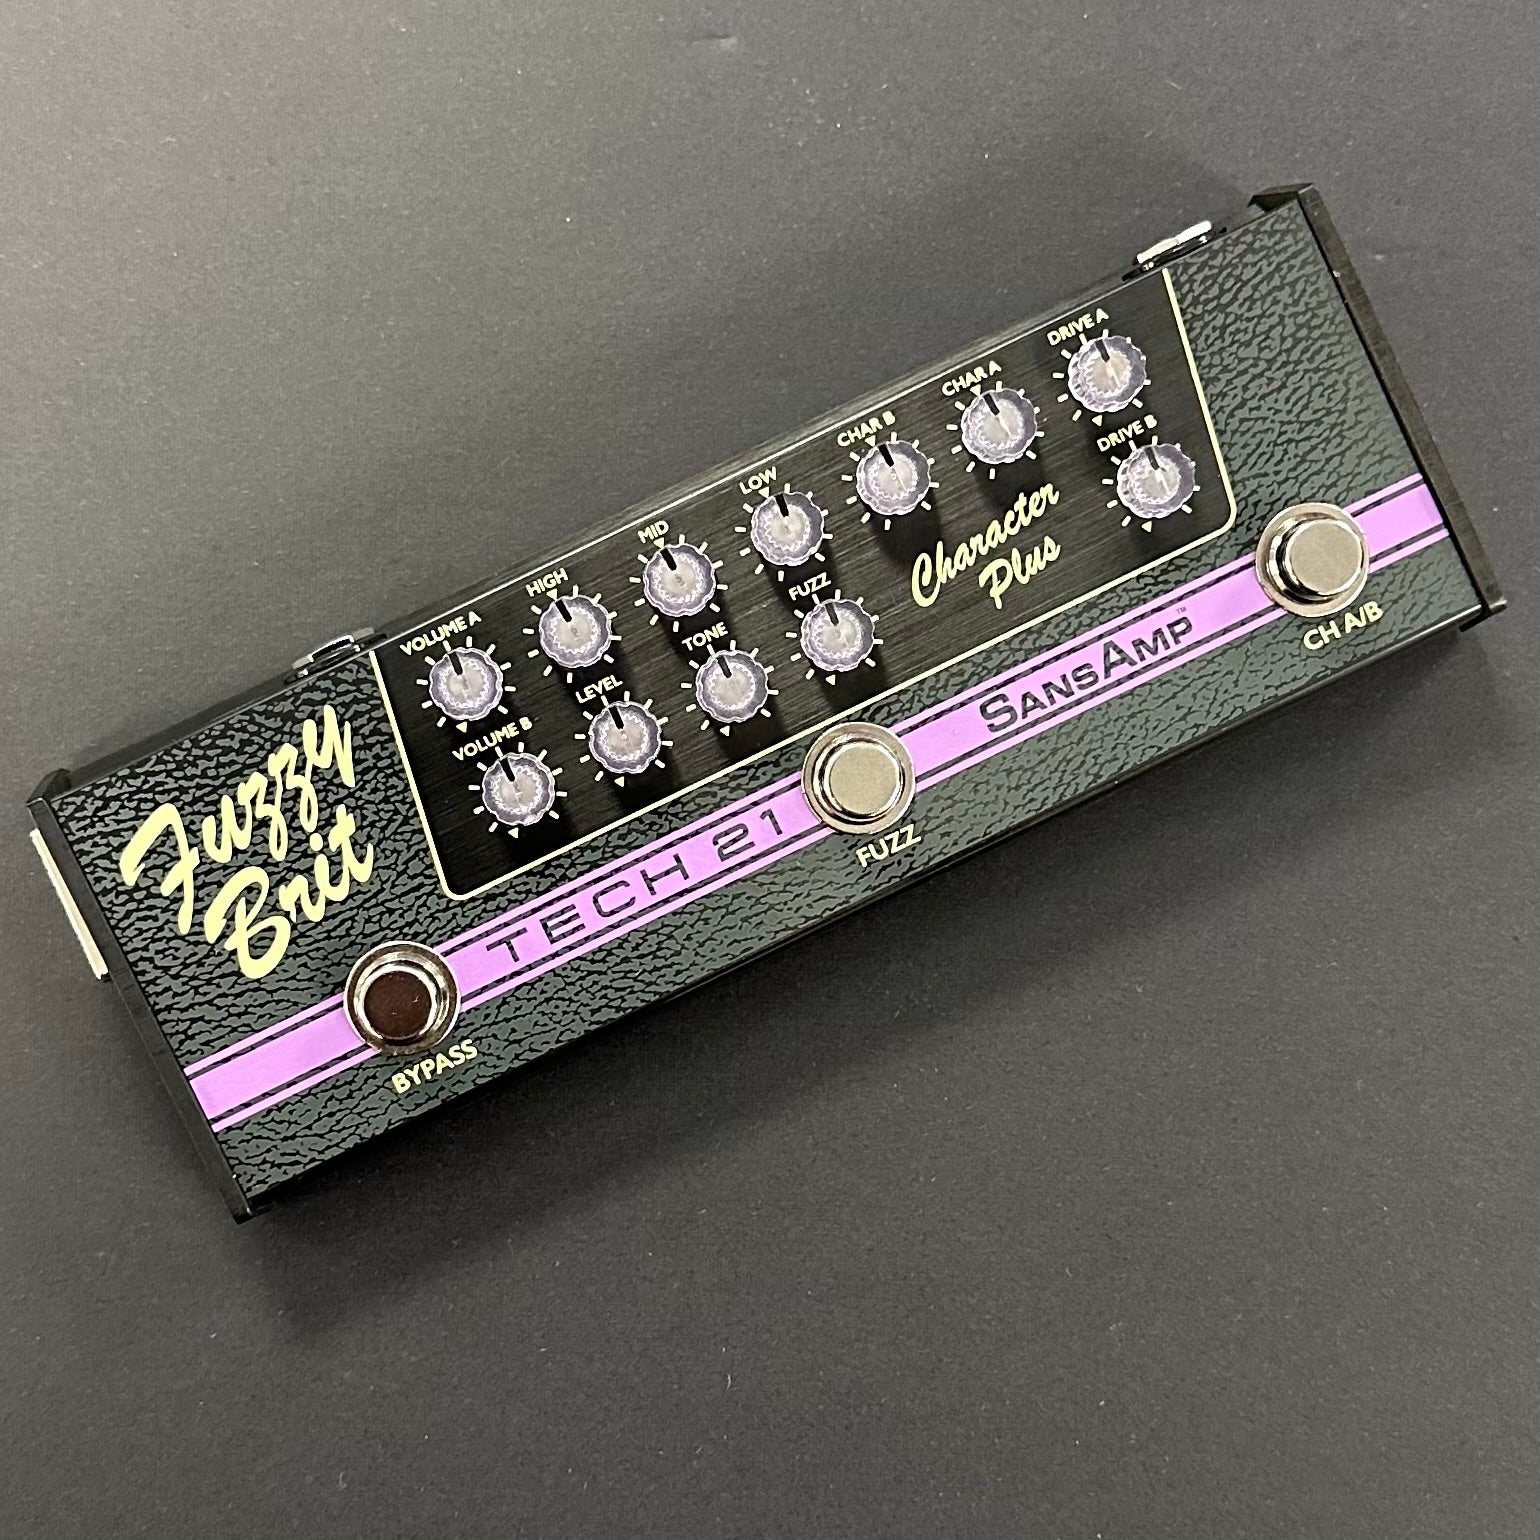 Fuzzy
Brit
VOLUME A
HIGH
MID
LOW
CHAR B
CHAR A
DRIVE A
VOLUME B
LEVEL
TONE
FUZZ
DRIVE B
Character
Plus
TECH 21
SANSAMP™
BYPASS
FUZZ
CH A/B